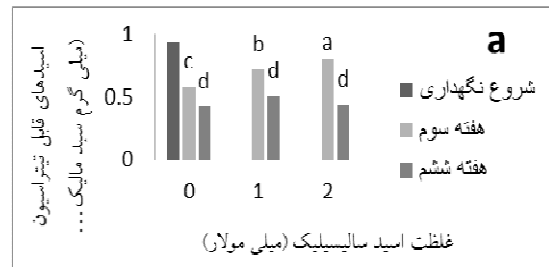 a
1
0.5
0
c
d
b
d
a
d
0
1
2
شروع نگهداری
هفته سوم
هفته ششم
اسیدهای قابل تیتراسیون
(میلی گرم سید مالیک...
غلظت اسید سالیسیلیک (میلی مولار)